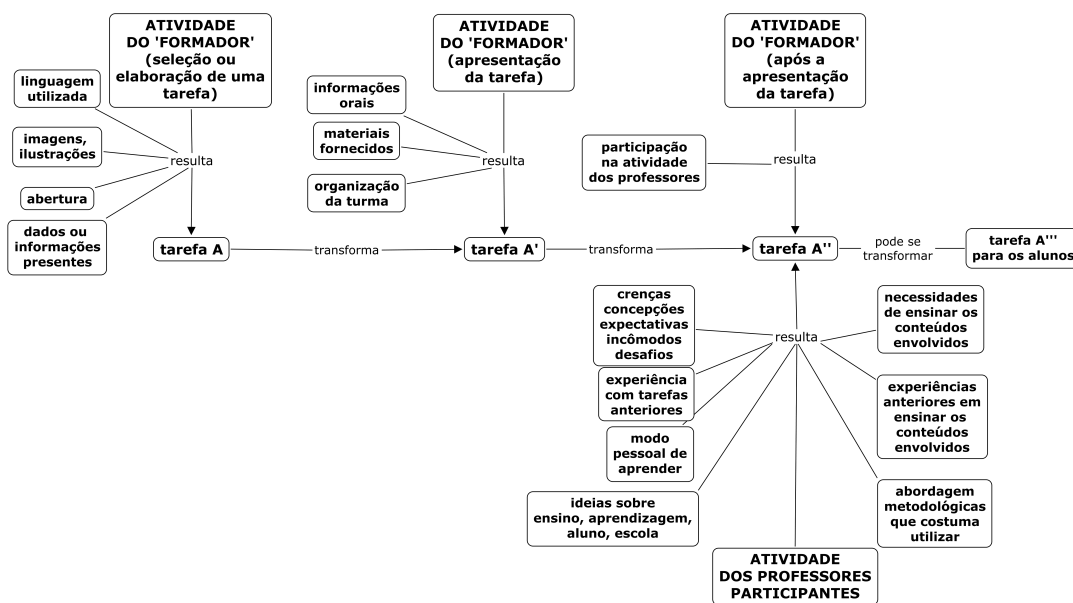 ATIVIDADE
DO 'FORMADOR'
(seleção ou
elaboração de uma
tarefa)
ATIVIDADE
DO 'FORMADOR'
(apresentação
da tarefa)
ATIVIDADE
DO 'FORMADOR'
(após a
apresentação
da tarefa)
linguagem
utilizada
imagens,
ilustrações
abertura
dados ou
informações
presentes
resulta
informações
orais
materiais
fornecidos
organização
da turma
resulta
participação
na atividade
dos professores
resulta
tarefa A
transforma
tarefa A'
transforma
tarefa A''
pode se
transformar
tarefa A'''
para os alunos
crenças
concepções
expectativas
incômodos
desafios
experiência
com tarefas
anteriores
modo
pessoal de
aprender
ideias sobre
ensino, aprendizagem,
aluno, escola
resulta
necessidades
de ensinar os
conteúdos
envolvidos
experiências
anteriores em
ensinar os
conteúdos
envolvidos
abordagem
metodológicas
que costuma
utilizar
ATIVIDADE
DOS PROFESSORES
PARTICIPANTES